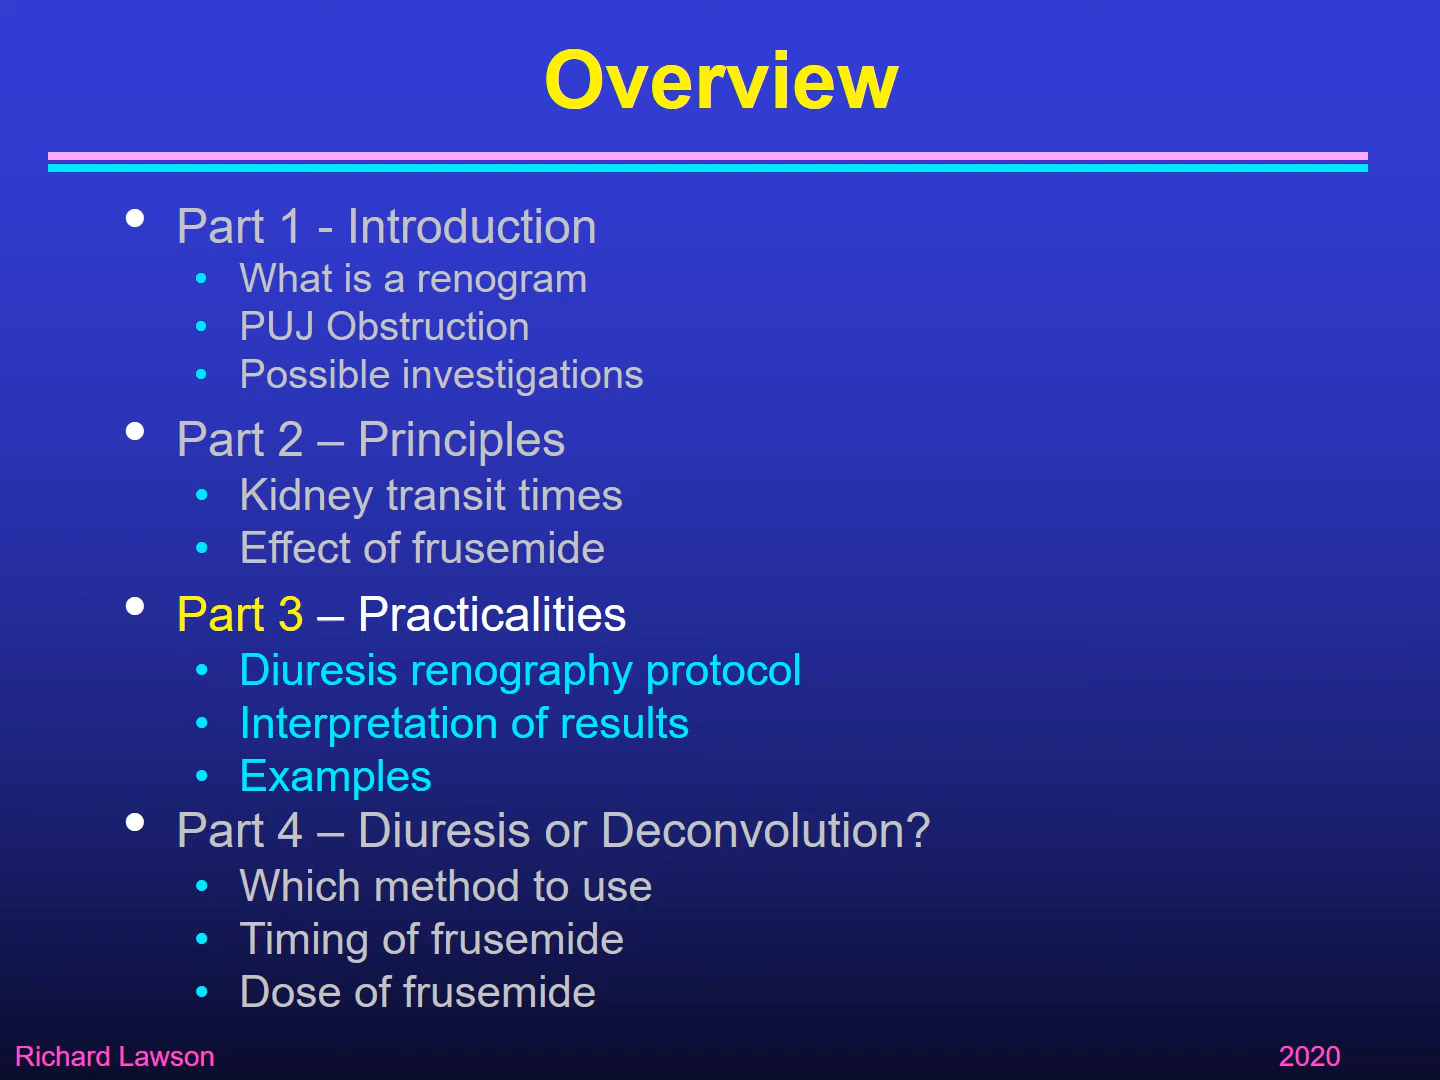 Overview
• Part 1 - Introduction
• What is a renogram
• PUJ Obstruction
• Possible investigations
• Part 2 – Principles
• Kidney transit times
• Effect of frusemide
• Part 3 – Practicalities
• Diuresis renography protocol
• Interpretation of results
• Examples
• Part 4 – Diuresis or Deconvolution?
• Which method to use
• Timing of frusemide
• Dose of frusemide
Richard Lawson
2020